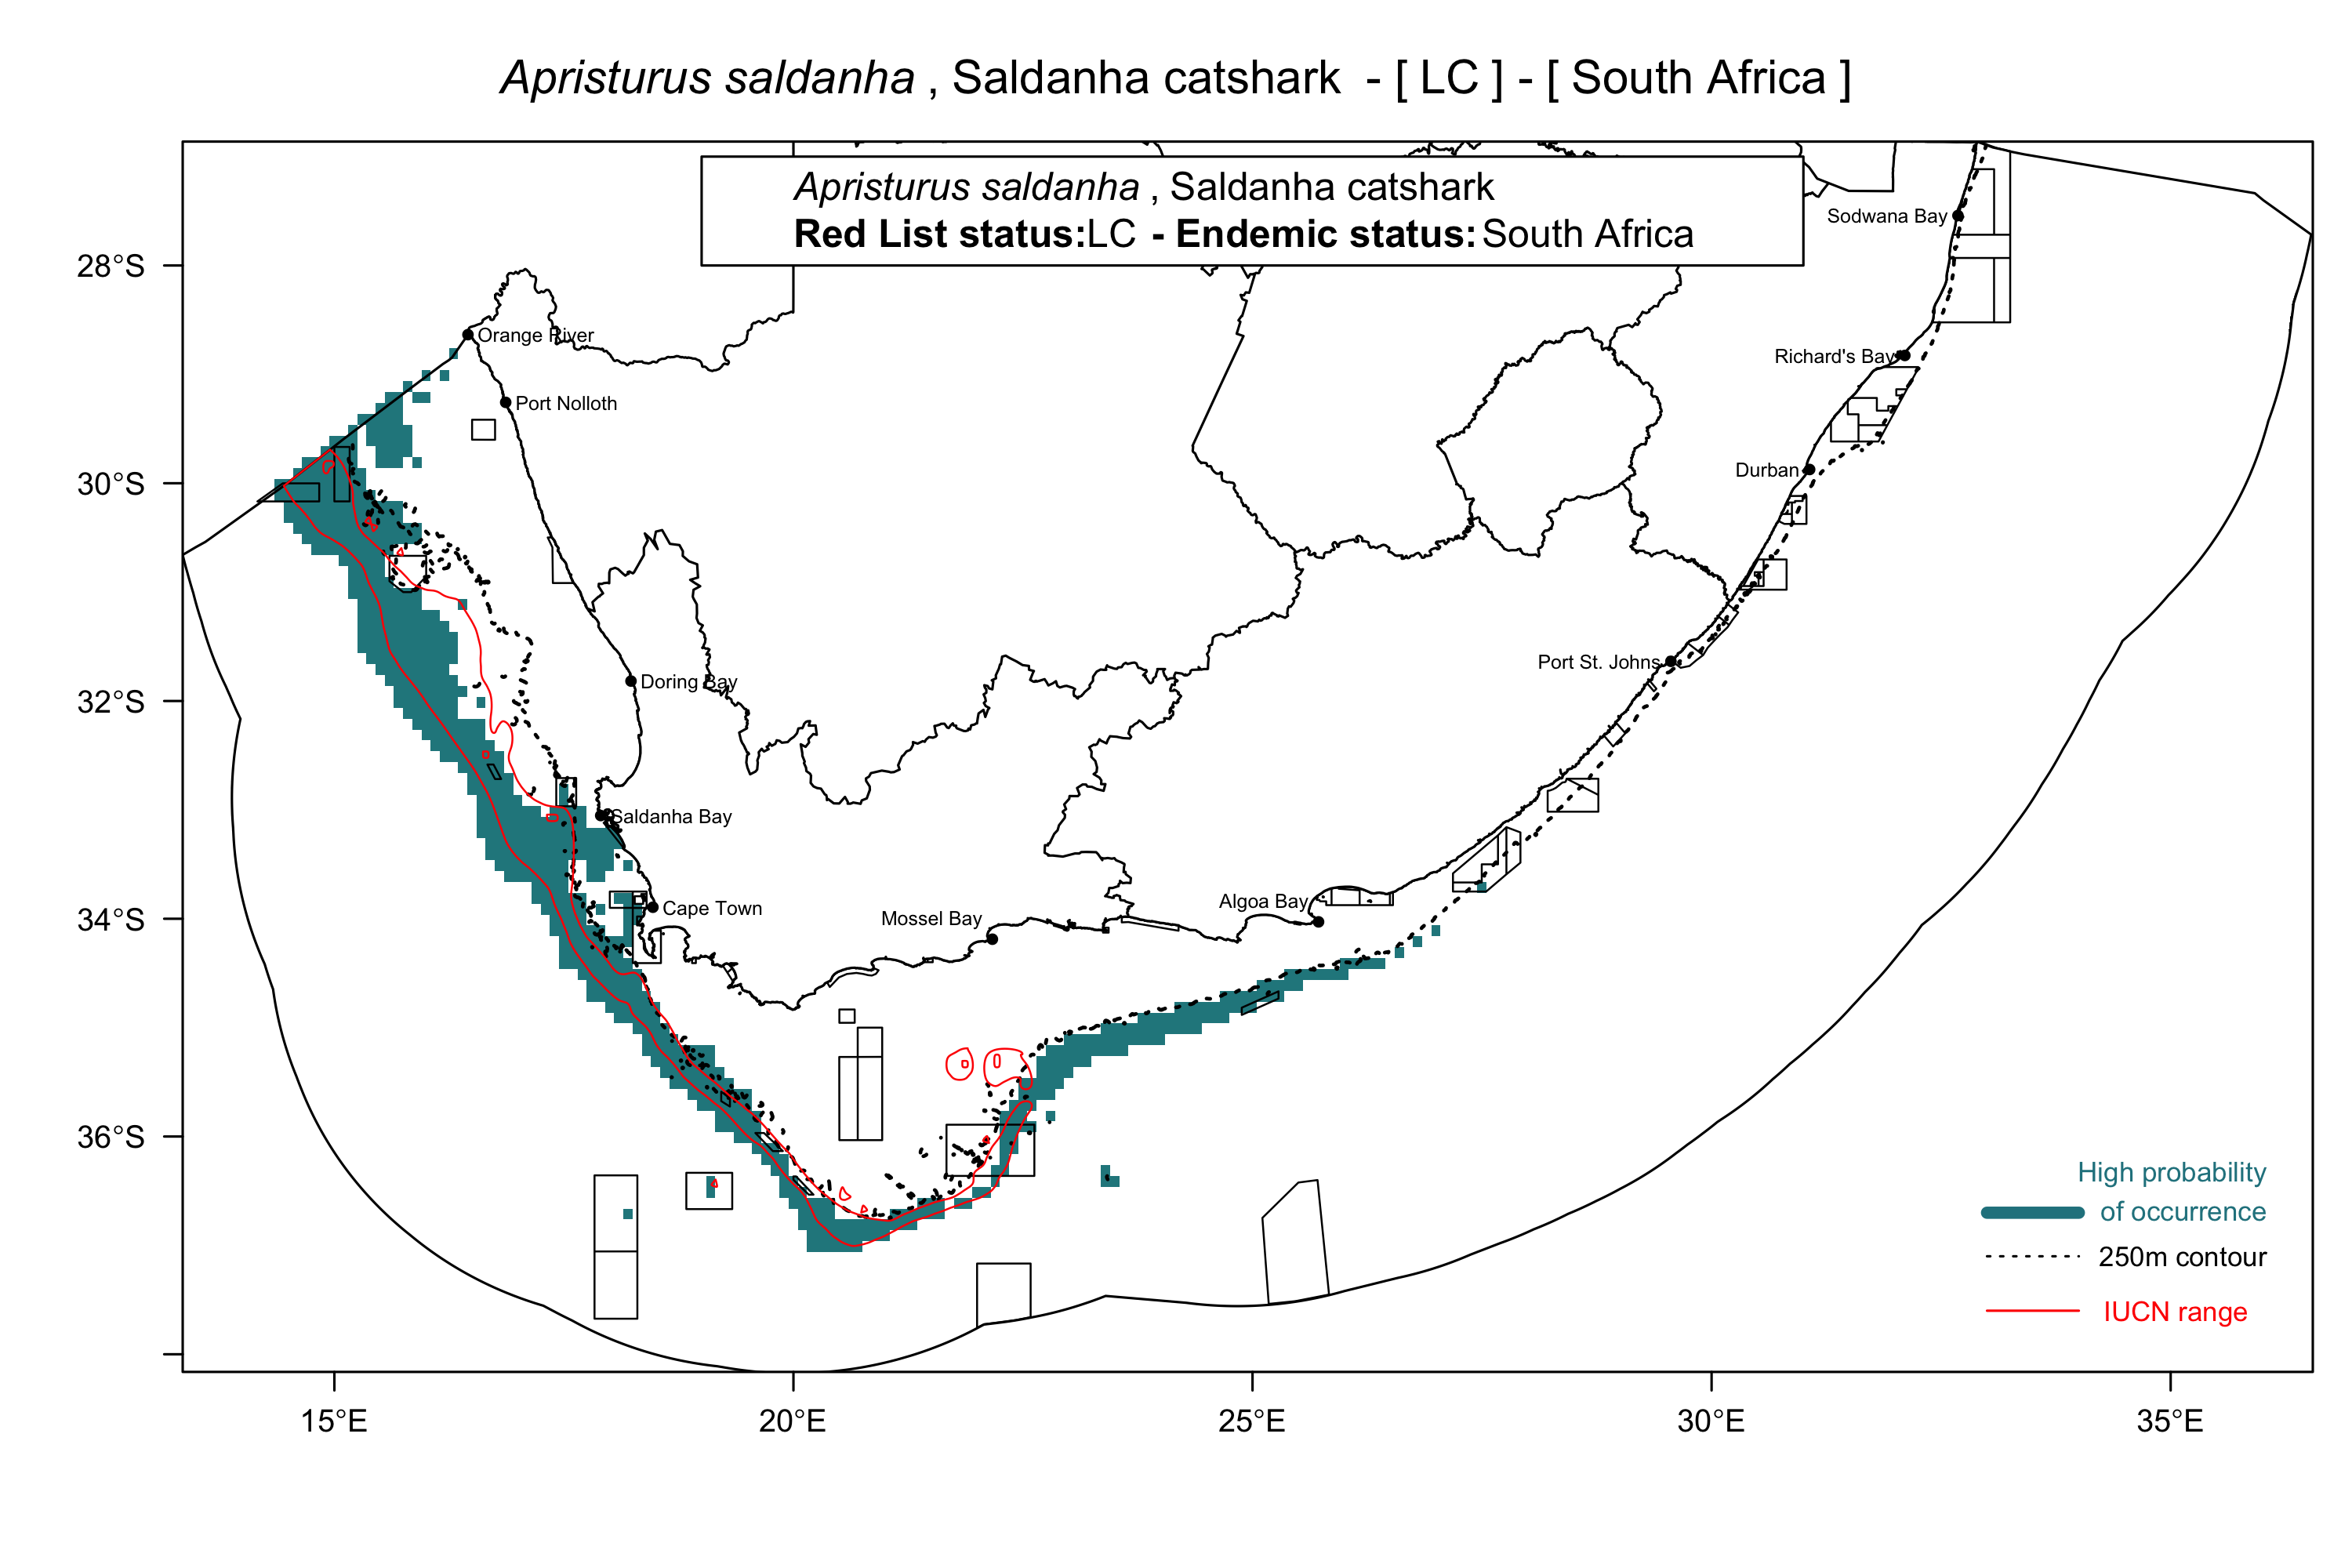 Apristurus saldanha , Saldanha catshark - [ LC ] - [ South Africa ]
Apristurus saldanha , Saldanha catshark
Red List status:LC - Endemic status:South Africa
Sodwana Bay
28°S
Orange River
Richard's Bay
Port Nolloth
Durban
30°S
Port St. Johns
Doring Bay
32°S
Saldanha Bay
Algoa Bay
Cape Town
Mossel Bay
34°S
36°S
High probability
of occurrence
250m contour
IUCN range
15°E
20°E
25°E
30°E
35°E